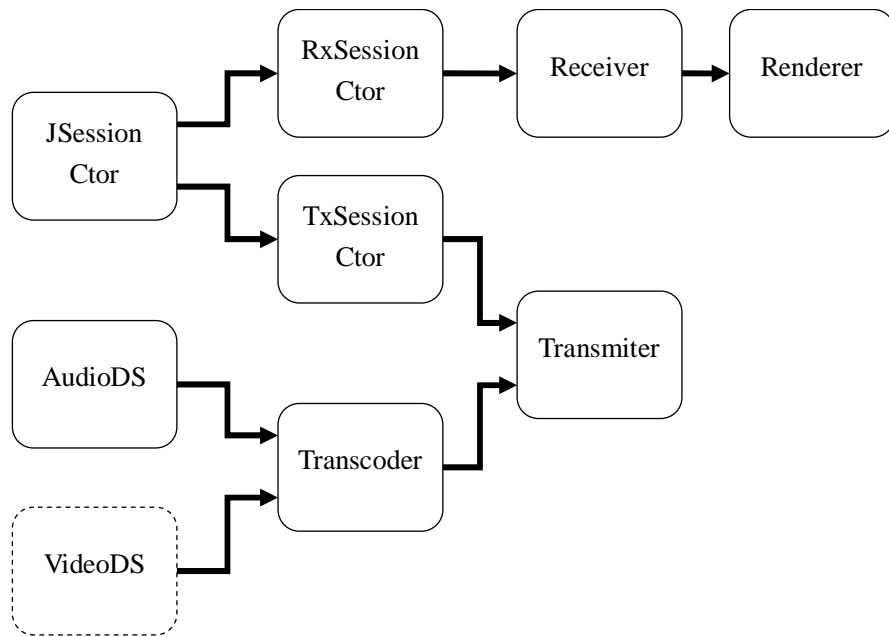 RxSession
Ctor
Receiver
Renderer
JSession
Ctor
TxSession
Ctor
Transmiter
AudioDS
Transcoder
VideoDS